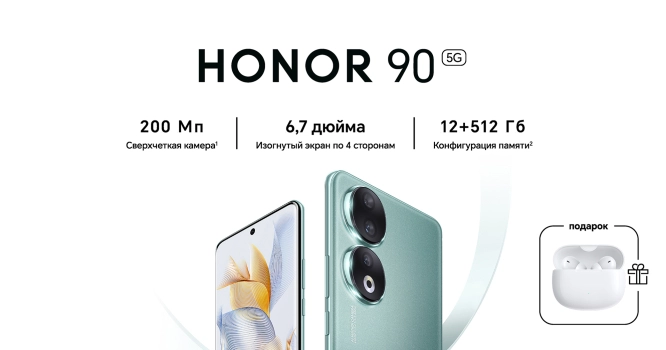 HONOR 90 5G
200 Мп
6,7 дюйма
12+512 Гб
Сверхчеткая камера¹
Изогнутый экран по 4 сторонам
Конфигурация памяти²
подарок